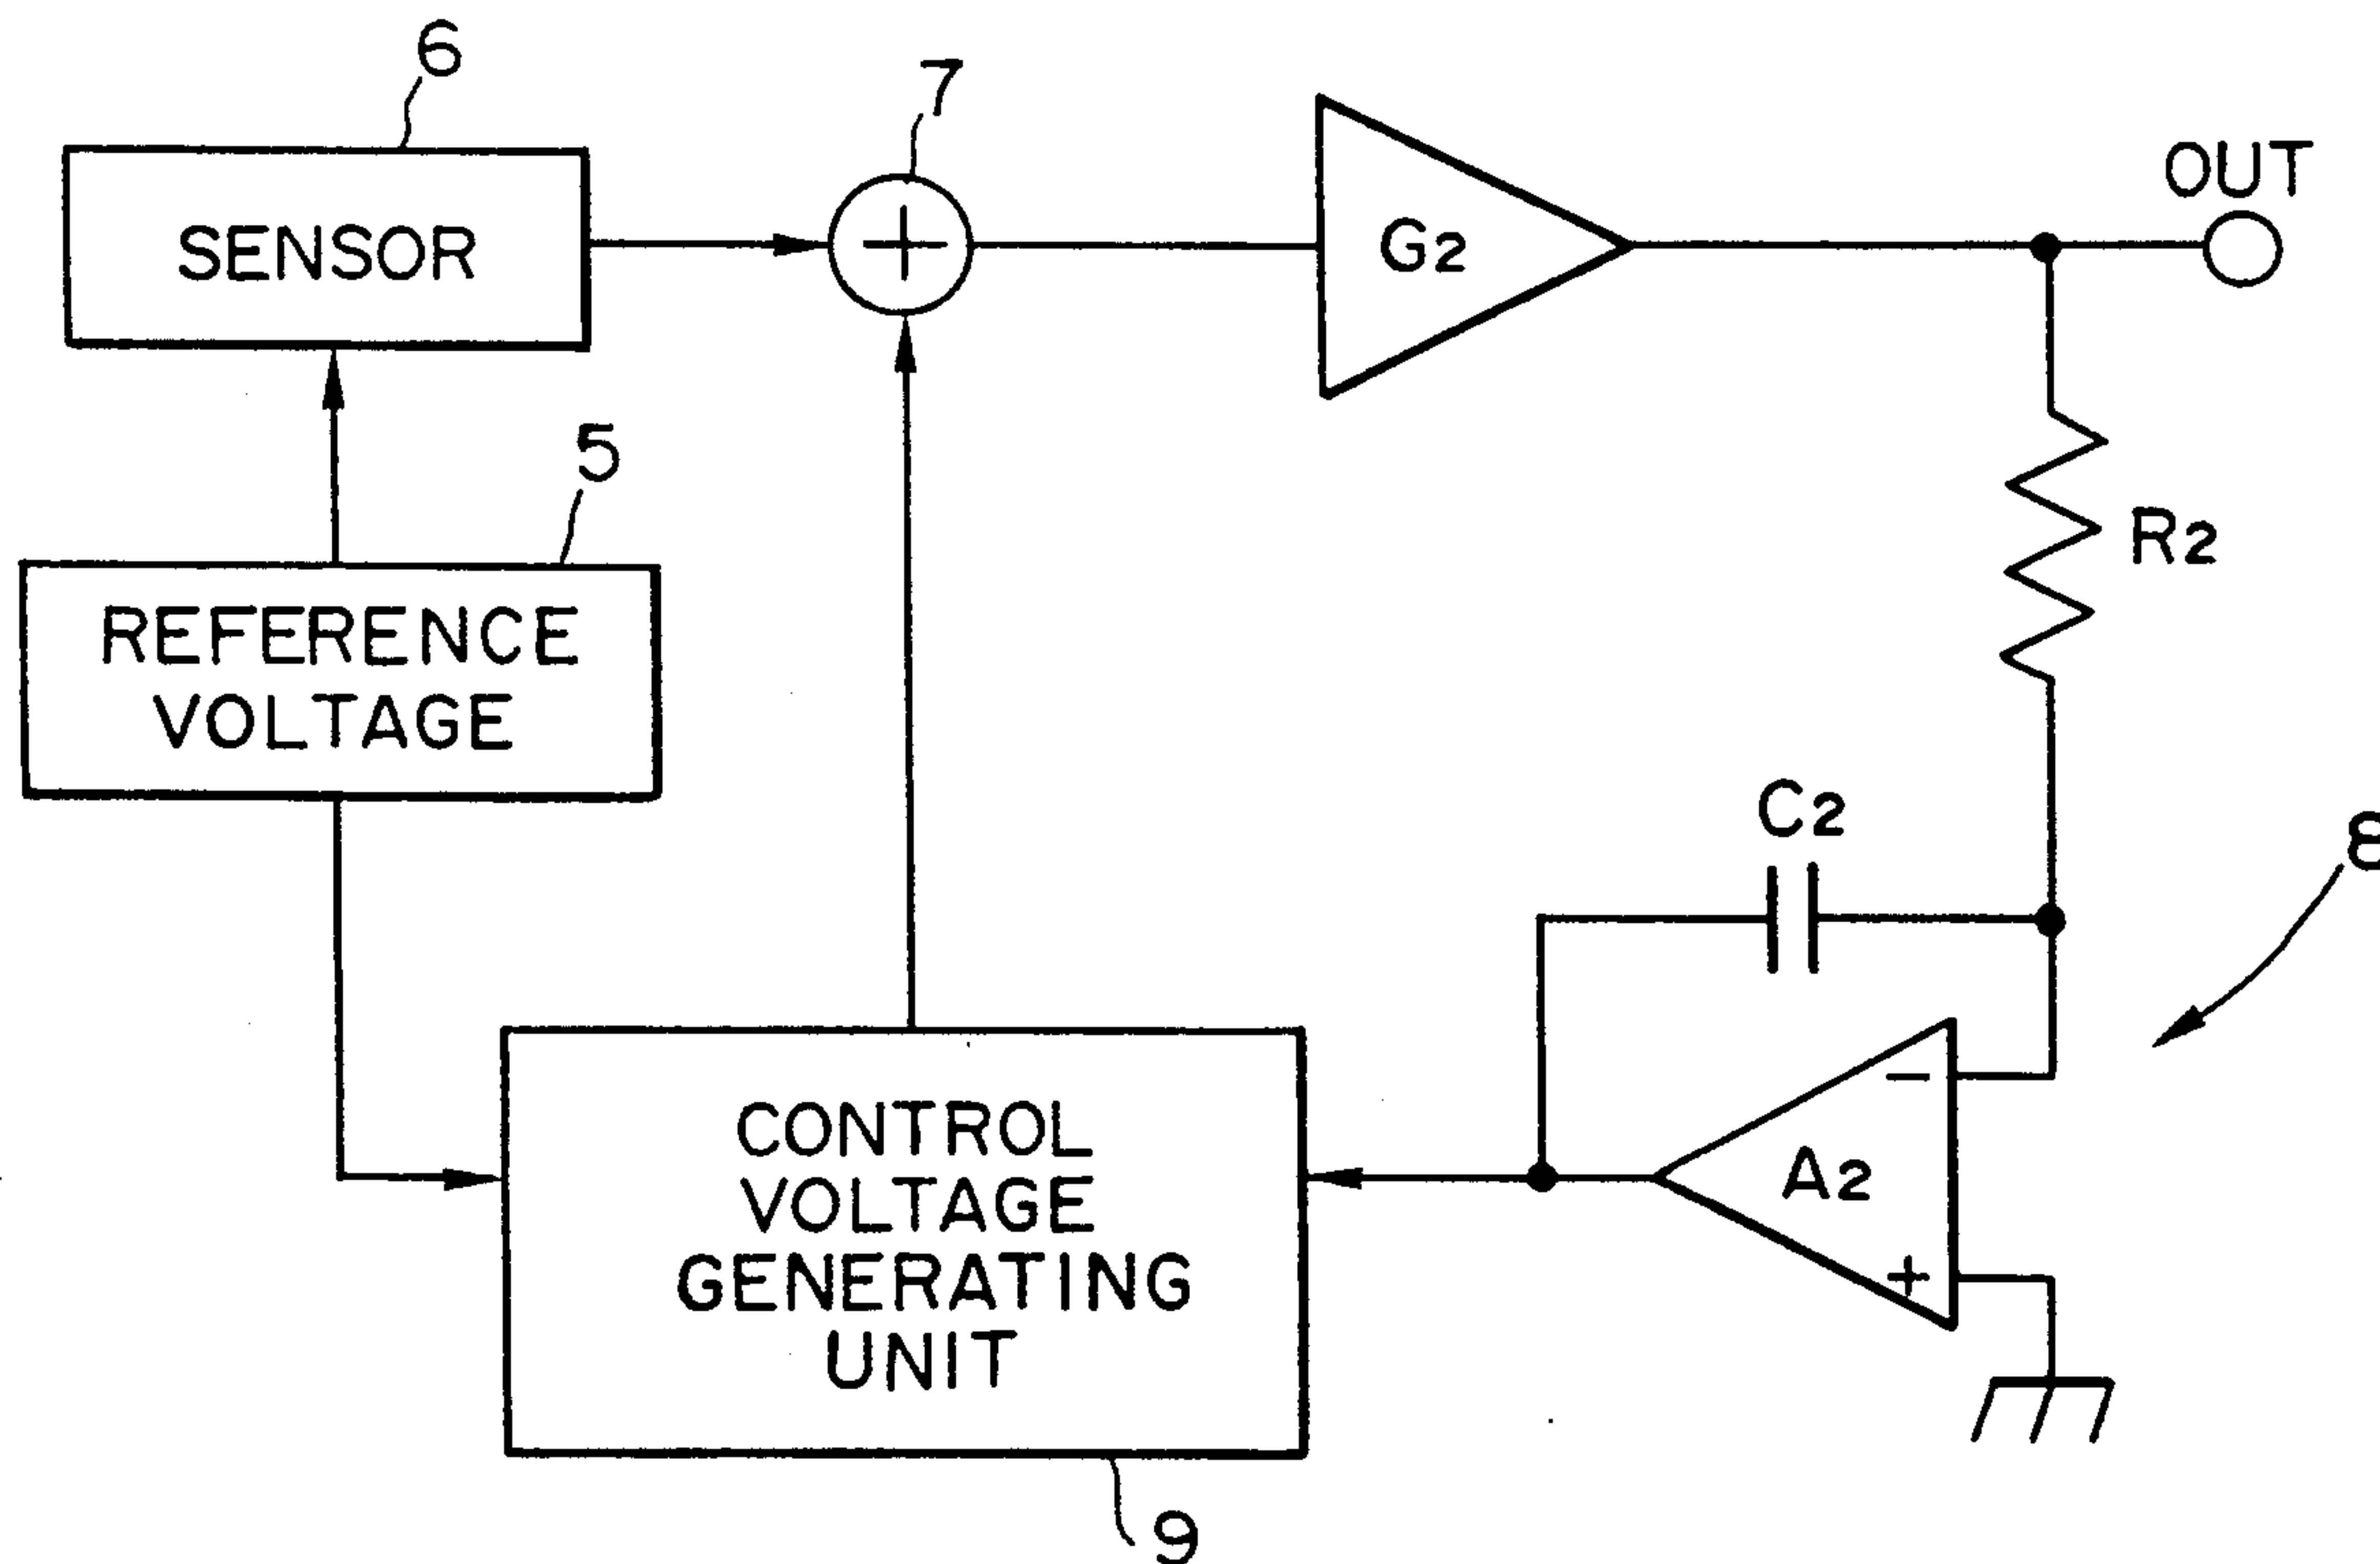 6
7
OUT
SENSOR
+
G2
5
R2
REFERENCE
VOLTAGE
C2
8
−
CONTROL
VOLTAGE
GENERATING
UNIT
A2
+
9